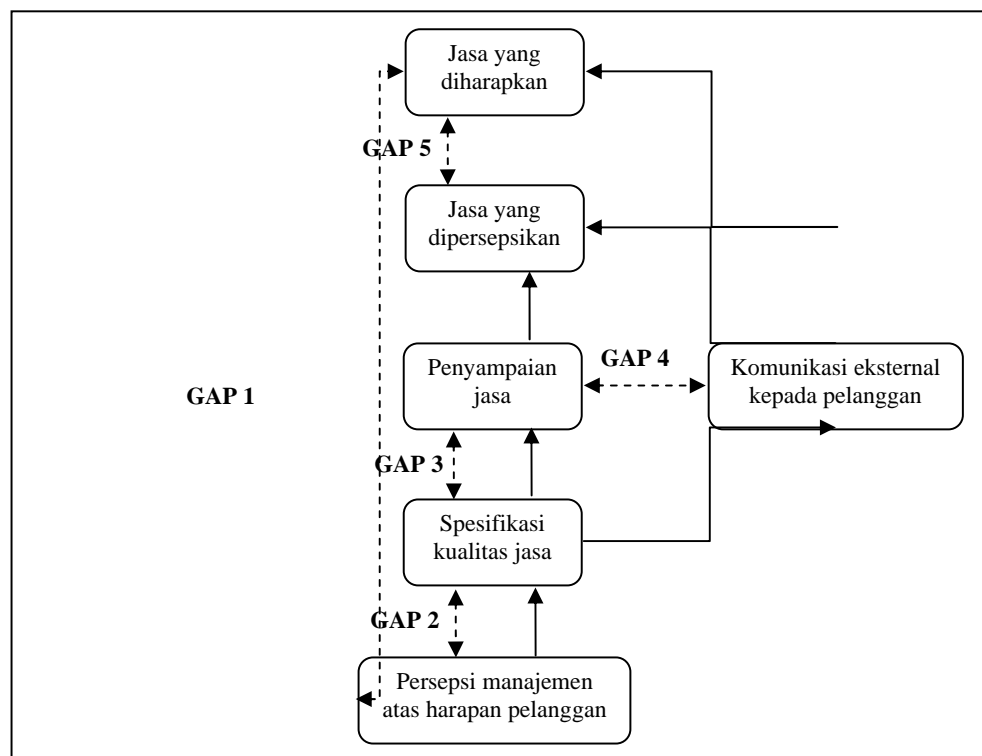 Jasa yang
diharapkan
GAP 5
Jasa yang
dipersepsikan
Penyampaian
jasa
GAP 4
Komunikasi eksternal
kepada pelanggan
GAP 1
GAP 3
Spesifikasi
kualitas jasa
GAP 2
Persepsi manajemen
atas harapan pelanggan